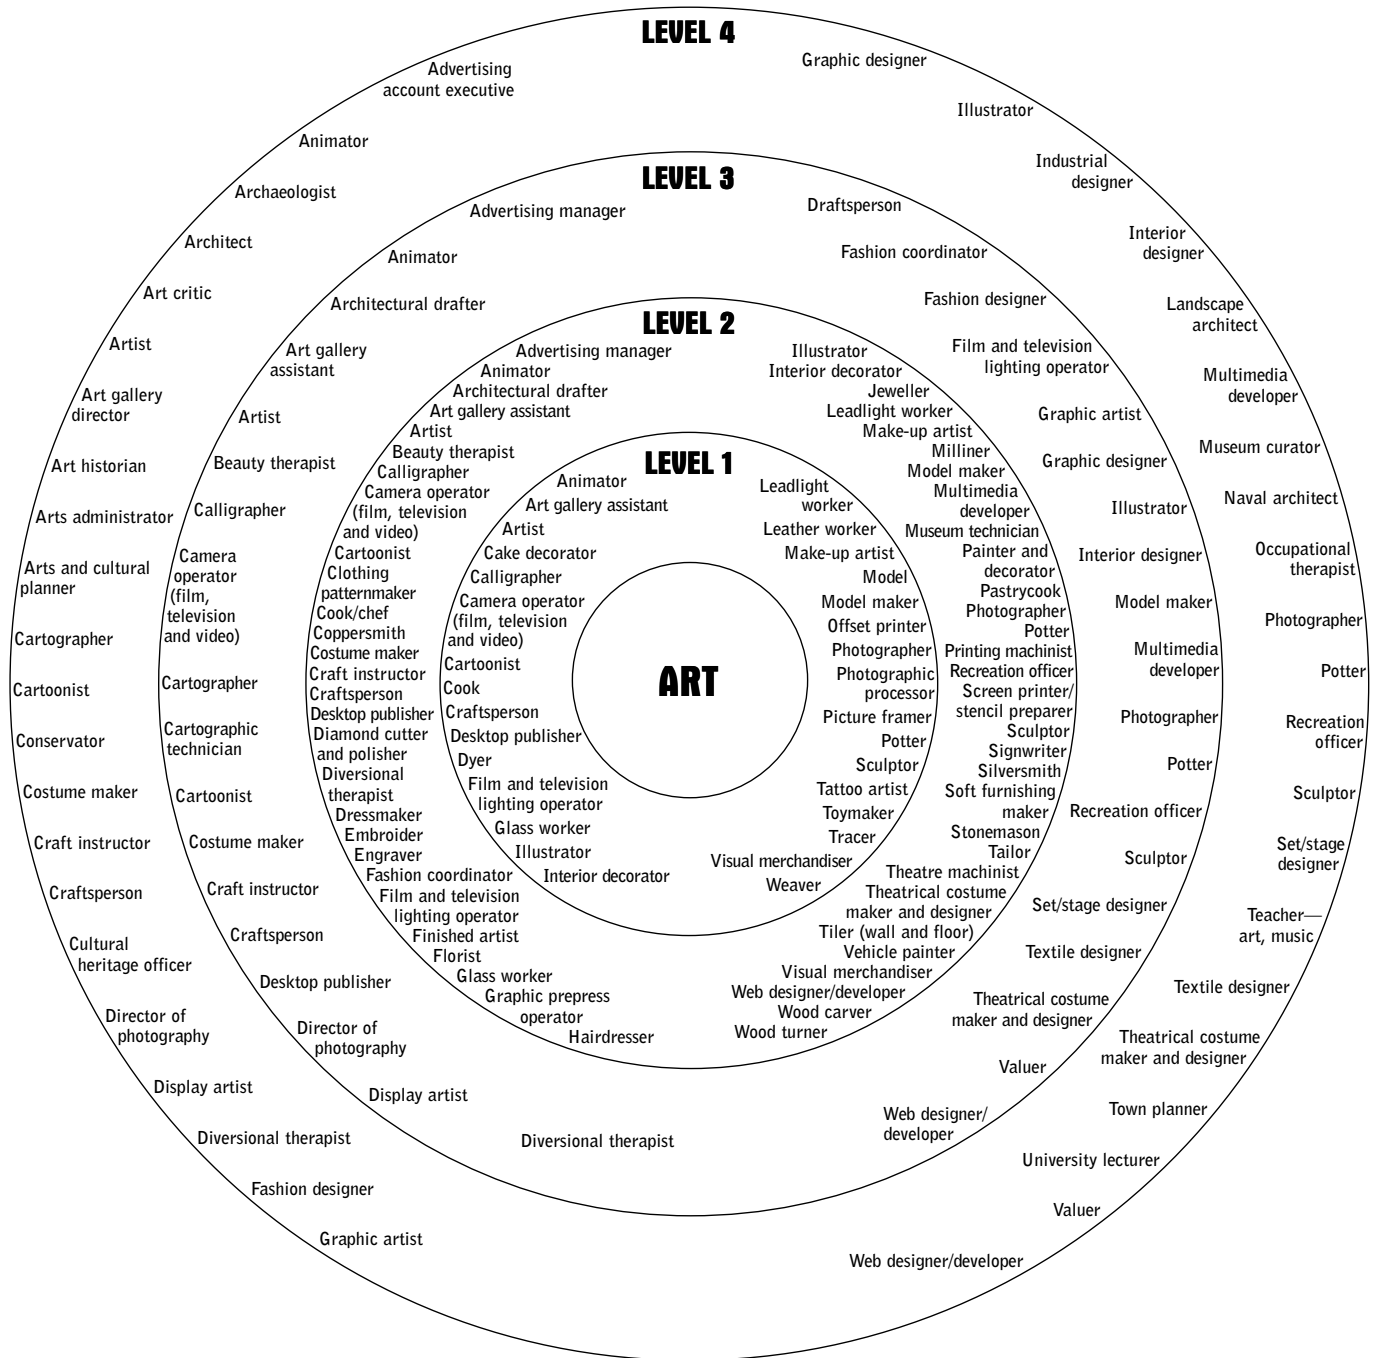 LEVEL 4
Advertising
account executive
Animator
Archaeologist
Architect
Art critic
Artist
Art gallery
director
Art historian
Arts administrator
Arts and cultural
planner
Cartographer
Cartoonist
Conservator
Costume maker
Craft instructor
Craftsperson
Cultural
heritage officer
Director of
photography
Display artist
Diversional therapist
Fashion designer
Graphic artist
Graphic designer
Illustrator
Industrial
designer
Interior
designer
Landscape
architect
Multimedia
developer
Museum curator
Naval architect
Occupational
therapist
Photographer
Potter
Recreation
officer
Sculptor
Set/stage
designer
Teacher—
art, music
Textile designer
Theatrical costume
maker and designer
Town planner
University lecturer
Valuer
Web designer/developer
LEVEL 3
Advertising manager
Animator
Architectural drafter
Art gallery
assistant
Artist
Beauty therapist
Calligrapher
Camera
operator
(film,
television
and video)
Cartographer
Cartographic
technician
Cartoonist
Costume maker
Craft instructor
Craftsperson
Desktop publisher
Director of
photography
Display artist
Diversional therapist
Draftsperson
Fashion coordinator
Fashion designer
Film and television
lighting operator
Graphic artist
Graphic designer
Illustrator
Interior designer
Model maker
Multimedia
developer
Photographer
Potter
Recreation officer
Sculptor
Set/stage designer
Textile designer
Theatrical costume
maker and designer
Valuer
Web designer/
developer
LEVEL 2
Advertising manager
Animator
Architectural drafter
Art gallery assistant
Artist
Beauty therapist
Calligrapher
Camera operator
(film, television
and video)
Cartoonist
Clothing
patternmaker
Cook/chef
Coppersmith
Costume maker
Craft instructor
Craftsperson
Desktop publisher
Diamond cutter
and polisher
Diversional
therapist
Dressmaker
Embroider
Engraver
Fashion coordinator
Film and television
lighting operator
Finished artist
Florist
Glass worker
Graphic prepress
operator
Hairdresser
Illustrator
Interior decorator
Jeweller
Leadlight worker
Make-up artist
Milliner
Model maker
Multimedia
developer
Museum technician
Painter and
decorator
Pastrycook
Photographer
Potter
Printing machinist
Recreation officer
Screen printer/
stencil preparer
Sculptor
Signwriter
Silversmith
Soft furnishing
maker
Stonemason
Tailor
Theatre machinist
Theatrical costume
maker and designer
Tiler (wall and floor)
Vehicle painter
Visual merchandiser
Web designer/developer
Wood carver
Wood turner
LEVEL 1
Animator
Art gallery assistant
Artist
Cake decorator
Calligrapher
Camera operator
(film, television
and video)
Cartoonist
Cook
Craftsperson
Desktop publisher
Dyer
Film and television
lighting operator
Glass worker
Illustrator
Interior decorator
Leadlight
worker
Leather worker
Make-up artist
Model
Model maker
Offset printer
Photographer
Photographic
processor
Picture framer
Potter
Sculptor
Tattoo artist
Toymaker
Tracer
Visual merchandiser
Weaver
ART